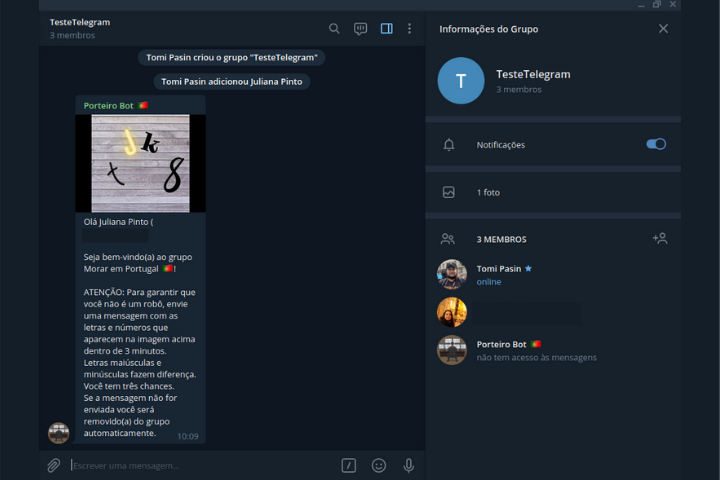 TesteTelegram
3 membros
Tomi Pasin criou o grupo "TesteTelegram"
Tomi Pasin adicionou Juliana Pinto
Porteiro Bot 🇵🇹
J k
t 8
Olá Juliana Pinto (
Seja bem-vindo(a) ao grupo
Morar em Portugal 🇵🇹!
ATENÇÃO: Para garantir que
você não é um robô, envie
uma mensagem com as
letras e números que
aparecem na imagem acima
dentro de 3 minutos.
Letras maiúsculas e
minúsculas fazem diferença.
Você tem três chances.
Se a mensagem não for
enviada você será
removido(a) do grupo
automaticamente.
10:09
Escrever uma mensagem...
Informações do Grupo
T
TesteTelegram
3 membros
Notificações
1 foto
3 MEMBROS
Tomi Pasin
online
Porteiro Bot 🇵🇹
não tem acesso às mensagens